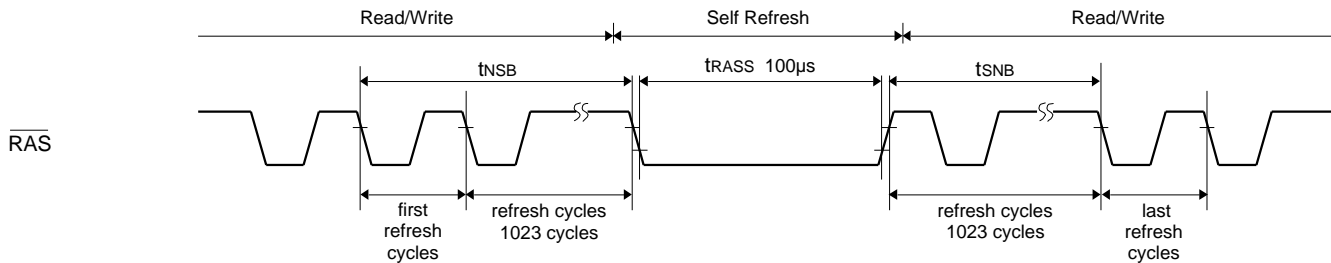 Read/Write
Self Refresh
Read/Write
tNSB
tRASS 100µs
tSNB
RAS
first
refresh
cycles
refresh cycles
1023 cycles
refresh cycles
1023 cycles
last
refresh
cycles